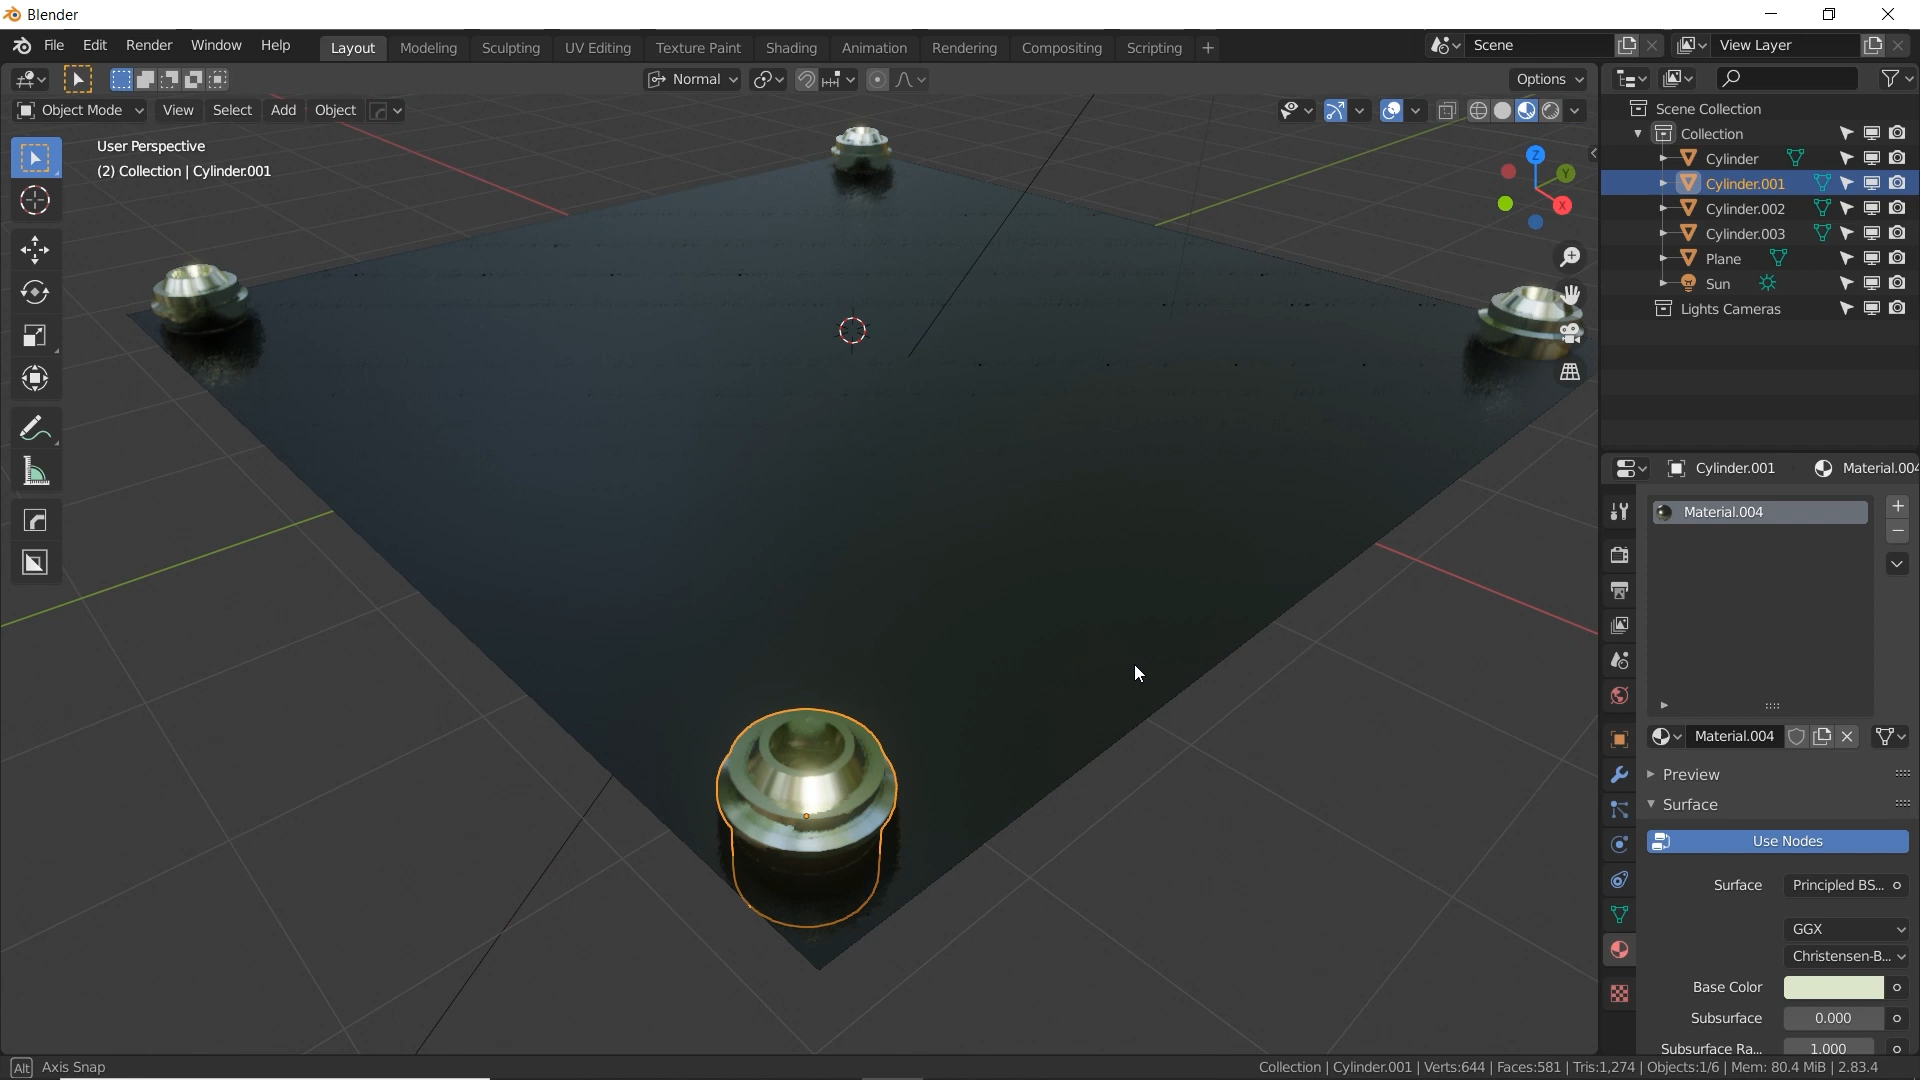 Blender
File Edit Render Window Help Layout Modeling Sculpting UV Editing Texture Paint Shading Animation Rendering Compositing Scripting + Scene View Layer
Normal Options
Object Mode View Select Add Object
User Perspective
(2) Collection | Cylinder.001
Z
Y
X
Scene Collection
Collection
Cylinder
Cylinder.001
Cylinder.002
Cylinder.003
Plane
Sun
Lights Cameras
Cylinder.001 Material.004
Material.004
Material.004
Preview
Surface
Use Nodes
Surface Principled BS...
GGX
Christensen-B...
Base Color
Subsurface 0.000
Subsurface Ra... 1.000
Alt Axis Snap
Collection | Cylinder.001 | Verts:644 | Faces:581 | Tris:1,274 | Objects:1/6 | Mem: 80.4 MiB | 2.83.4